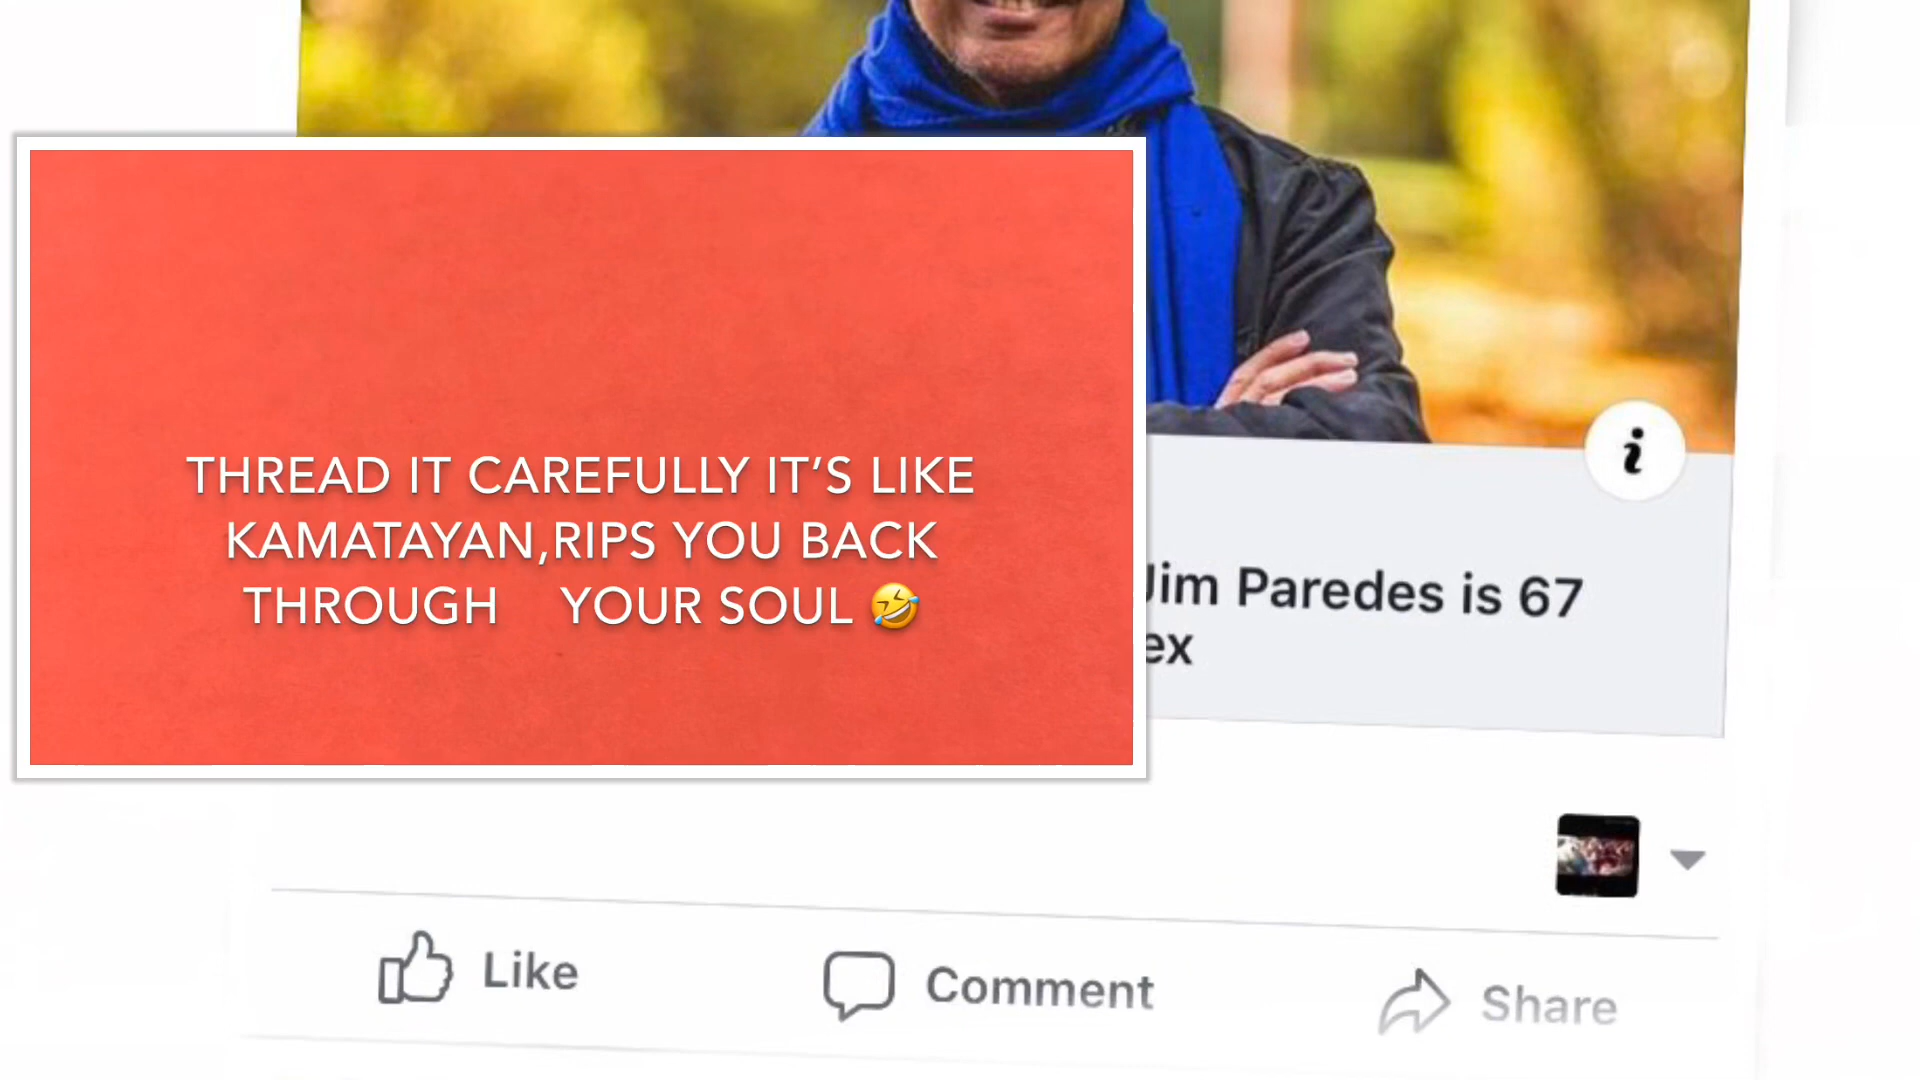 THREAD IT CAREFULLY IT’S LIKE
KAMATAYAN,RIPS YOU BACK
THROUGH YOUR SOUL 🤣
i
Jim Paredes is 67
ex
Like
Comment
Share